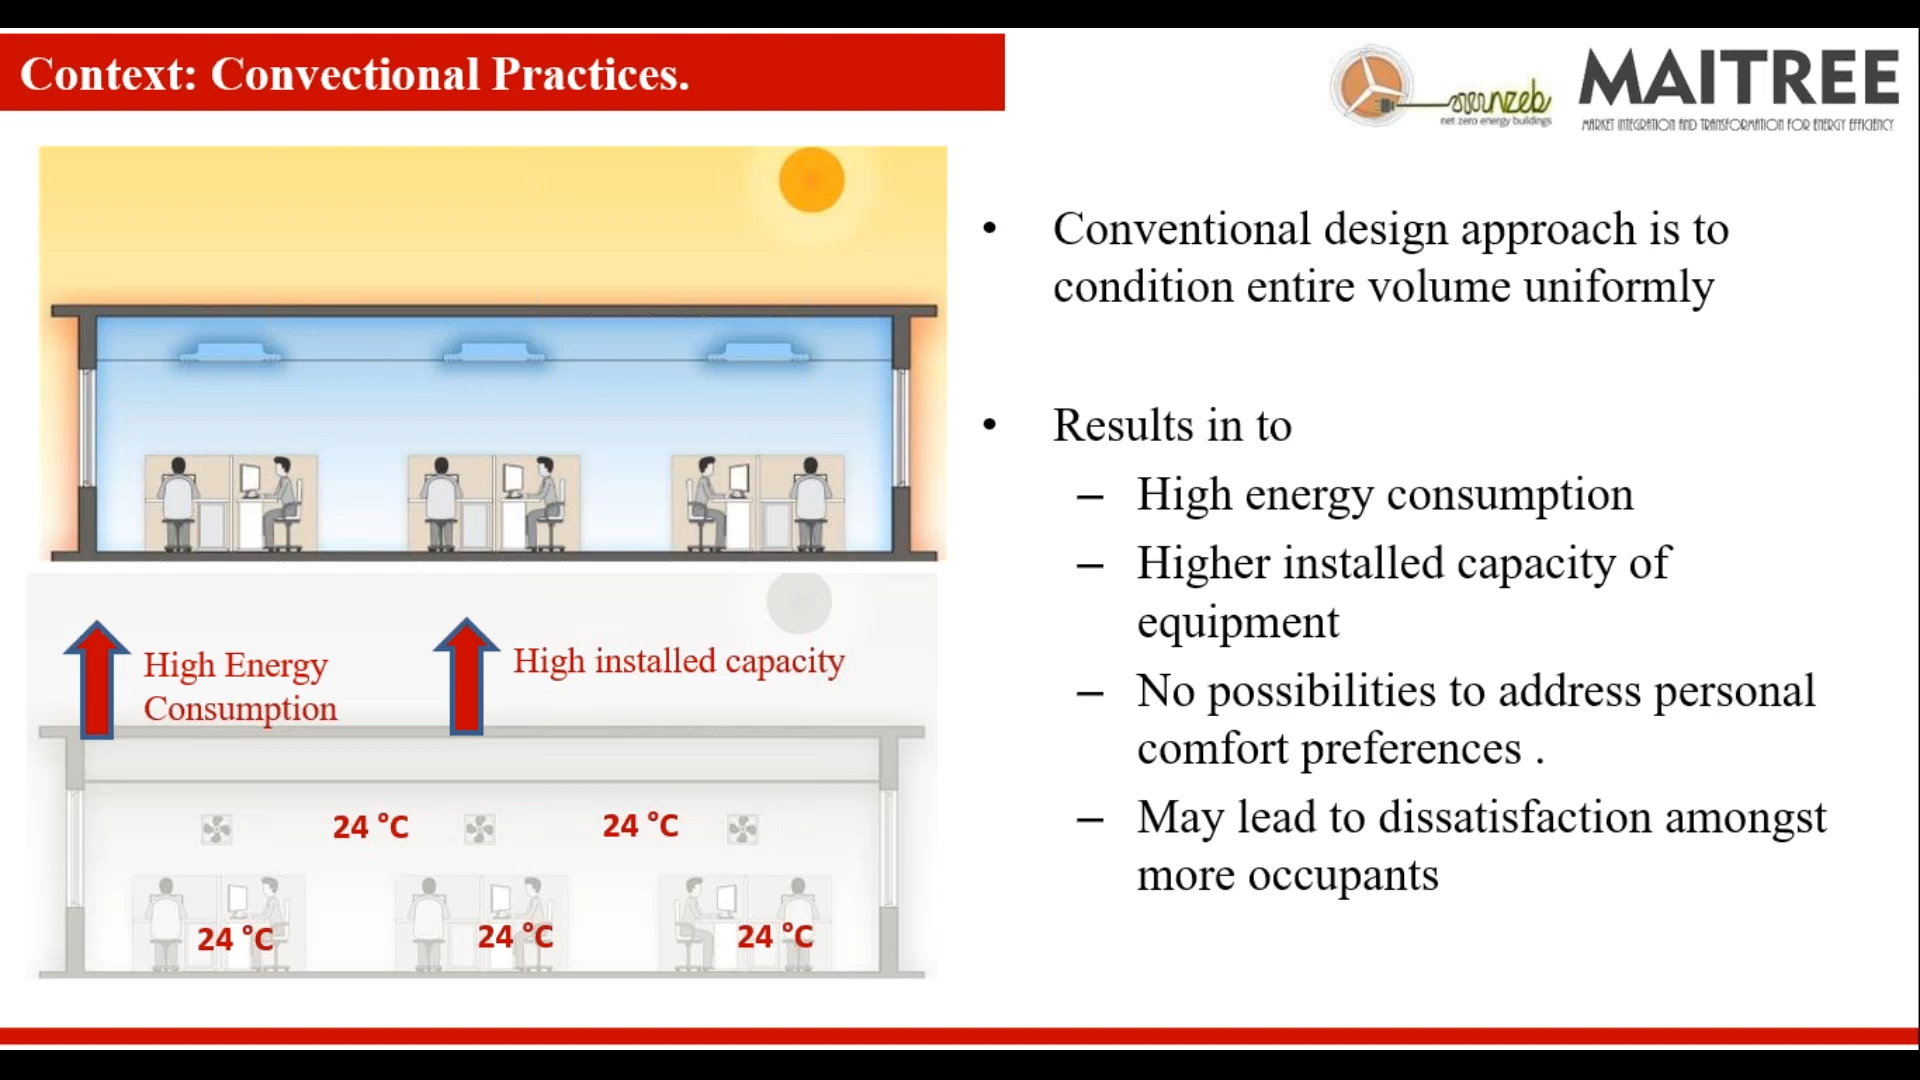 Context: Convectional Practices.
nzeb
net zero energy buildings
MAITREE
MARKET INTEGRATION AND TRANSFORMATION FOR ENERGY EFFICIENCY
• Conventional design approach is to
condition entire volume uniformly
• Results in to
– High energy consumption
– Higher installed capacity of
equipment
– No possibilities to address personal
comfort preferences .
– May lead to dissatisfaction amongst
more occupants
High Energy
Consumption
High installed capacity
24 °C
24 °C
24 °C
24 °C
24 °C